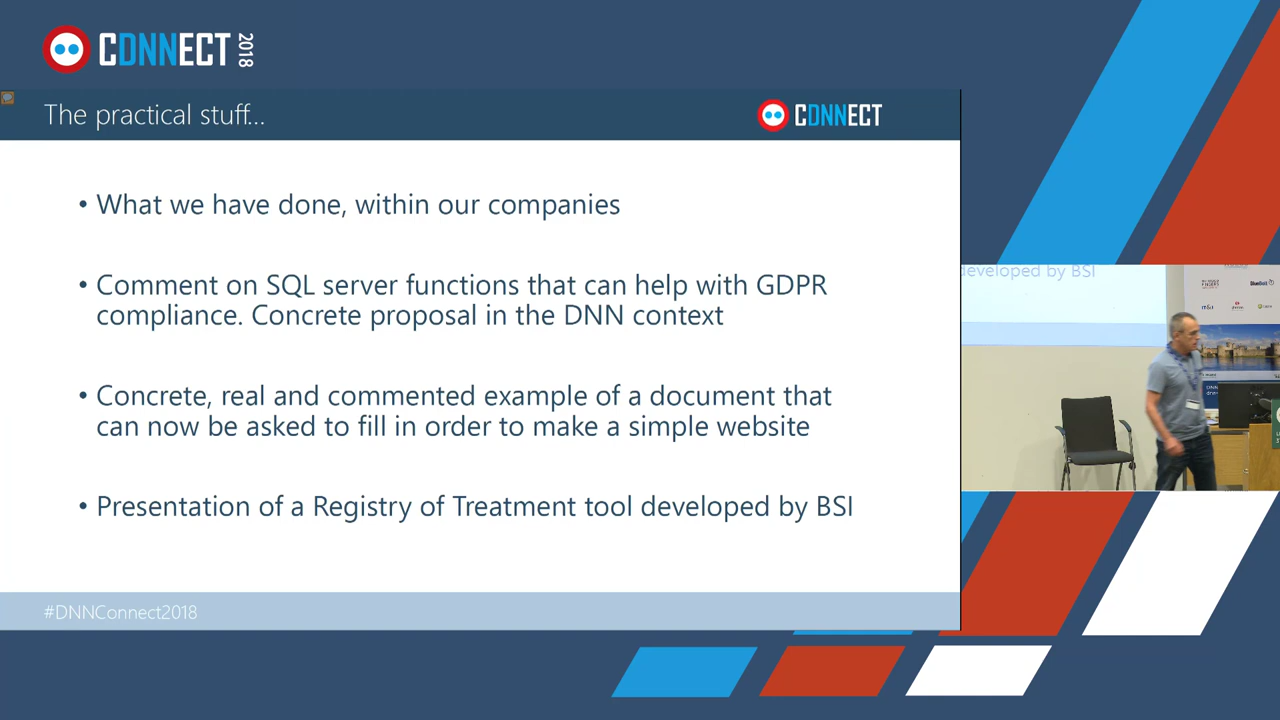 CDNNECT 2018
The practical stuff...
CDNNECT
• What we have done, within our companies
• Comment on SQL server functions that can help with GDPR
compliance. Concrete proposal in the DNN context
• Concrete, real and commented example of a document that
can now be asked to fill in order to make a simple website
• Presentation of a Registry of Treatment tool developed by BSI
#DNNConnect2018
developed by BSI